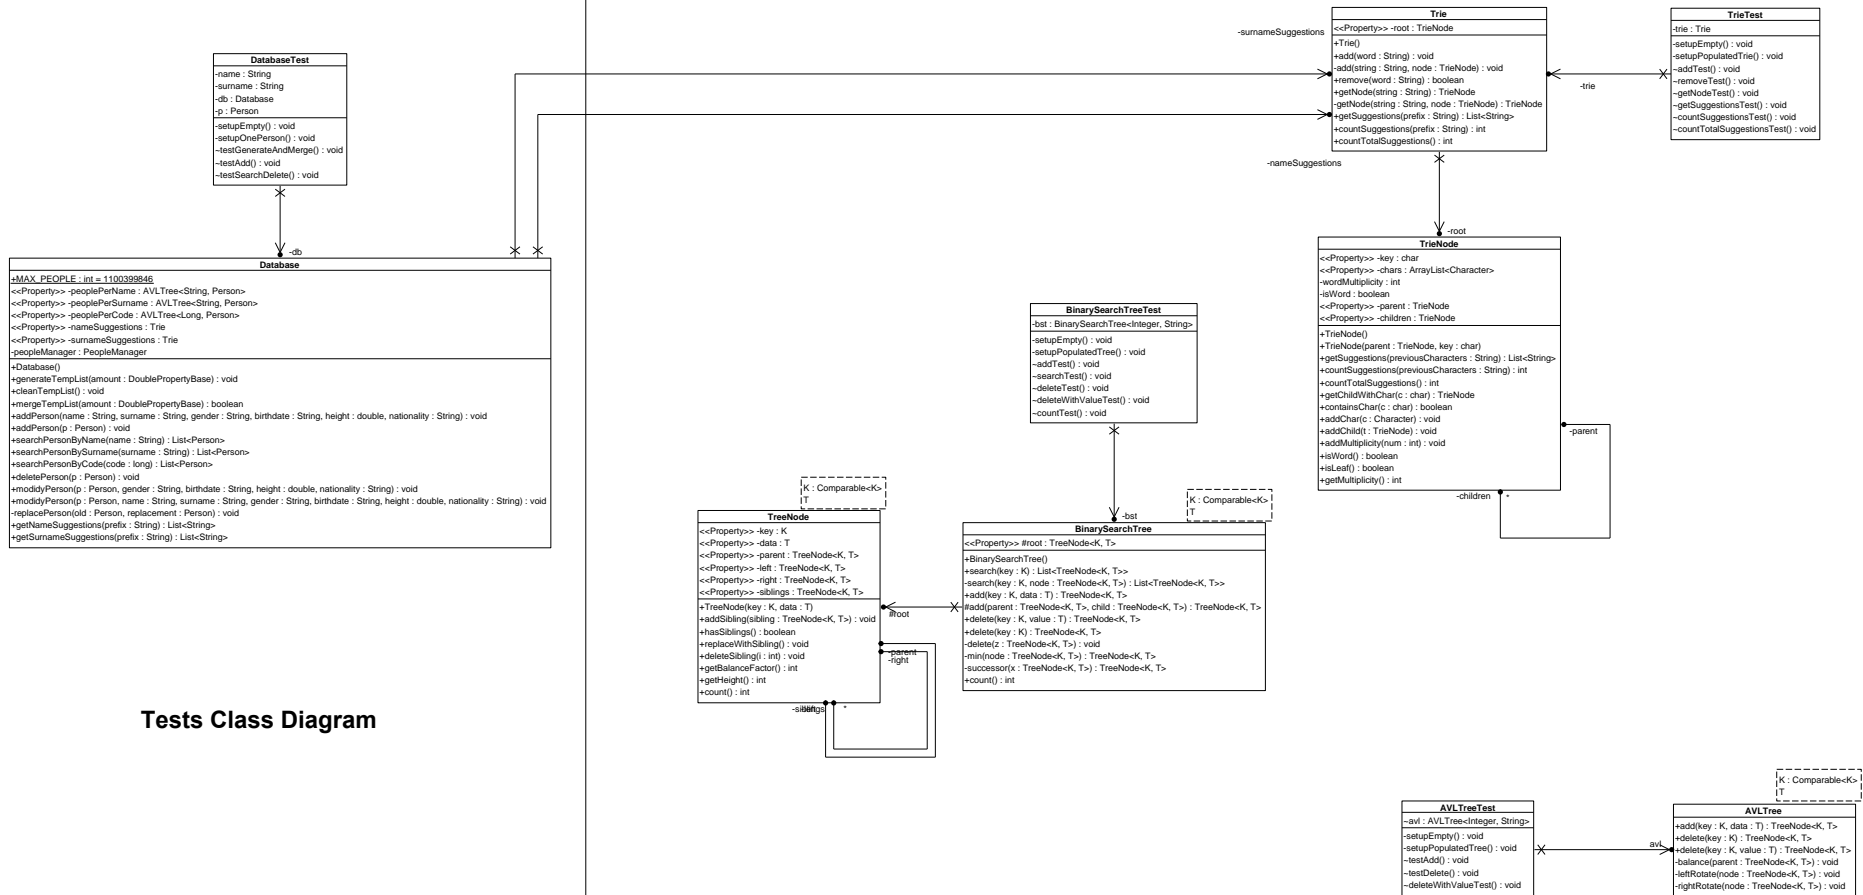 DatabaseTest
-name : String
-surname : String
-db : Database
-p : Person
-setupEmpty() : void
-setupOnePerson() : void
~testGenerateAndMerge() : void
~testAdd() : void
~testSearchDelete() : void
-db
Database
+MAX_PEOPLE : int = 1100399846
<<Property>> -peoplePerName : AVLTree<String, Person>
<<Property>> -peoplePerSurname : AVLTree<String, Person>
<<Property>> -peoplePerCode : AVLTree<Long, Person>
<<Property>> -nameSuggestions : Trie
<<Property>> -surnameSuggestions : Trie
-peopleManager : PeopleManager
+Database()
+generateTempList(amount : DoublePropertyBase) : void
+cleanTempList() : void
+mergeTempList(amount : DoublePropertyBase) : boolean
+addPerson(name : String, surname : String, gender : String, birthdate : String, height : double, nationality : String) : void
+addPerson(p : Person) : void
+searchPersonByName(name : String) : List<Person>
+searchPersonBySurname(surname : String) : List<Person>
+searchPersonByCode(code : long) : List<Person>
+deletePerson(p : Person) : void
+modidyPerson(p : Person, gender : String, birthdate : String, height : double, nationality : String) : void
+modidyPerson(p : Person, name : String, surname : String, gender : String, birthdate : String, height : double, nationality : String) : void
-replacePerson(old : Person, replacement : Person) : void
+getNameSuggestions(prefix : String) : List<String>
+getSurnameSuggestions(prefix : String) : List<String>
Tests Class Diagram
-surnameSuggestions
-nameSuggestions
Trie
<<Property>> -root : TrieNode
+Trie()
+add(word : String) : void
-add(string : String, node : TrieNode) : void
+remove(word : String) : boolean
+getNode(string : String) : TrieNode
-getNode(string : String, node : TrieNode) : TrieNode
+getSuggestions(prefix : String) : List<String>
+countSuggestions(prefix : String) : int
+countTotalSuggestions() : int
-trie
TrieTest
-trie : Trie
-setupEmpty() : void
-setupPopulatedTrie() : void
~addTest() : void
~removeTest() : void
~getNodeTest() : void
~getSuggestionsTest() : void
~countSuggestionsTest() : void
~countTotalSuggestionsTest() : void
-root
TrieNode
<<Property>> -key : char
<<Property>> -chars : ArrayList<Character>
-wordMultiplicity : int
-isWord : boolean
<<Property>> -parent : TrieNode
<<Property>> -children : TrieNode
+TrieNode()
+TrieNode(parent : TrieNode, key : char)
+getSuggestions(previousCharacters : String) : List<String>
+countSuggestions(previousCharacters : String) : int
+countTotalSuggestions() : int
+getChildWithChar(c : char) : TrieNode
+containsChar(c : char) : boolean
+addChar(c : Character) : void
+addChild(t : TrieNode) : void
+addMultiplicity(num : int) : void
+isWord() : boolean
+isLeaf() : boolean
+getMultiplicity() : int
-parent
-children *
BinarySearchTreeTest
-bst : BinarySearchTree<Integer, String>
-setupEmpty() : void
-setupPopulatedTree() : void
~addTest() : void
~searchTest() : void
~deleteTest() : void
~deleteWithValueTest() : void
~countTest() : void
-bst
K : Comparable<K>
T
BinarySearchTree
<<Property>> #root : TreeNode<K, T>
+BinarySearchTree()
+search(key : K) : List<TreeNode<K, T>>
-search(key : K, node : TreeNode<K, T>) : List<TreeNode<K, T>>
+add(key : K, data : T) : TreeNode<K, T>
#add(parent : TreeNode<K, T>, child : TreeNode<K, T>) : TreeNode<K, T>
+delete(key : K, value : T) : TreeNode<K, T>
+delete(key : K) : TreeNode<K, T>
-delete(z : TreeNode<K, T>) : void
-min(node : TreeNode<K, T>) : TreeNode<K, T>
-successor(x : TreeNode<K, T>) : TreeNode<K, T>
+count() : int
K : Comparable<K>
T
TreeNode
<<Property>> -key : K
<<Property>> -data : T
<<Property>> -parent : TreeNode<K, T>
<<Property>> -left : TreeNode<K, T>
<<Property>> -right : TreeNode<K, T>
<<Property>> -siblings : TreeNode<K, T>
+TreeNode(key : K, data : T)
+addSibling(sibling : TreeNode<K, T>) : void
+hasSiblings() : boolean
+replaceWithSibling() : void
+deleteSibling(i : int) : void
+getBalanceFactor() : int
+getHeight() : int
+count() : int
#root
-parent
-right
*
AVLTreeTest
~avl : AVLTree<Integer, String>
-setupEmpty() : void
-setupPopulatedTree() : void
~testAdd() : void
~testDelete() : void
~deleteWithValueTest() : void
K : Comparable<K>
T
AVLTree
+add(key : K, data : T) : TreeNode<K, T>
+delete(key : K) : TreeNode<K, T>
+delete(key : K, value : T) : TreeNode<K, T>
-balance(parent : TreeNode<K, T>) : void
-leftRotate(node : TreeNode<K, T>) : void
-rightRotate(node : TreeNode<K, T>) : void